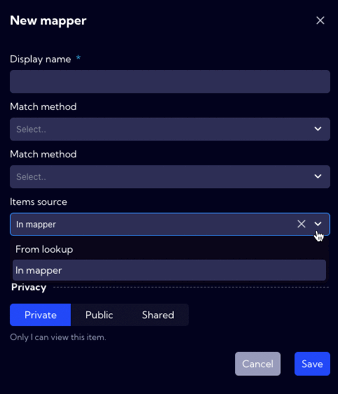 New mapper
Display name *
Match method
Select..
Match method
Select..
Items source
In mapper
From lookup
In mapper
Privacy
Private Public Shared
Only I can view this item.
Cancel Save